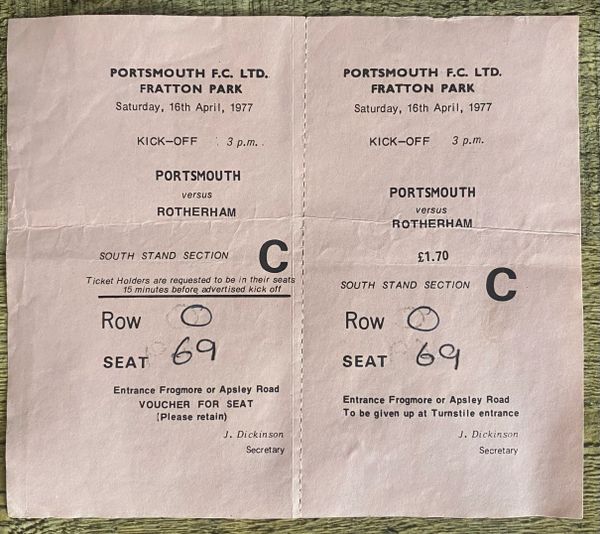 PORTSMOUTH F.C. LTD.
FRATTON PARK
Saturday, 16th April, 1977
KICK—OFF 3 p.m.
PORTSMOUTH
versus
ROTHERHAM
SOUTH STAND SECTION C
Ticket Holders are requested to be in their seats
15 minutes before advertised kick off
Row O
SEAT 69
Entrance Frogmore or Apsley Road
VOUCHER FOR SEAT
(Please retain)
J. Dickinson
Secretary
PORTSMOUTH F.C. LTD.
FRATTON PARK
Saturday, 16th April, 1977
KICK—OFF 3 p.m.
PORTSMOUTH
versus
ROTHERHAM
£1.70
SOUTH STAND SECTION C
Row O
SEAT 69
Entrance Frogmore or Apsley Road
To be given up at Turnstile entrance
J. Dickinson
Secretary